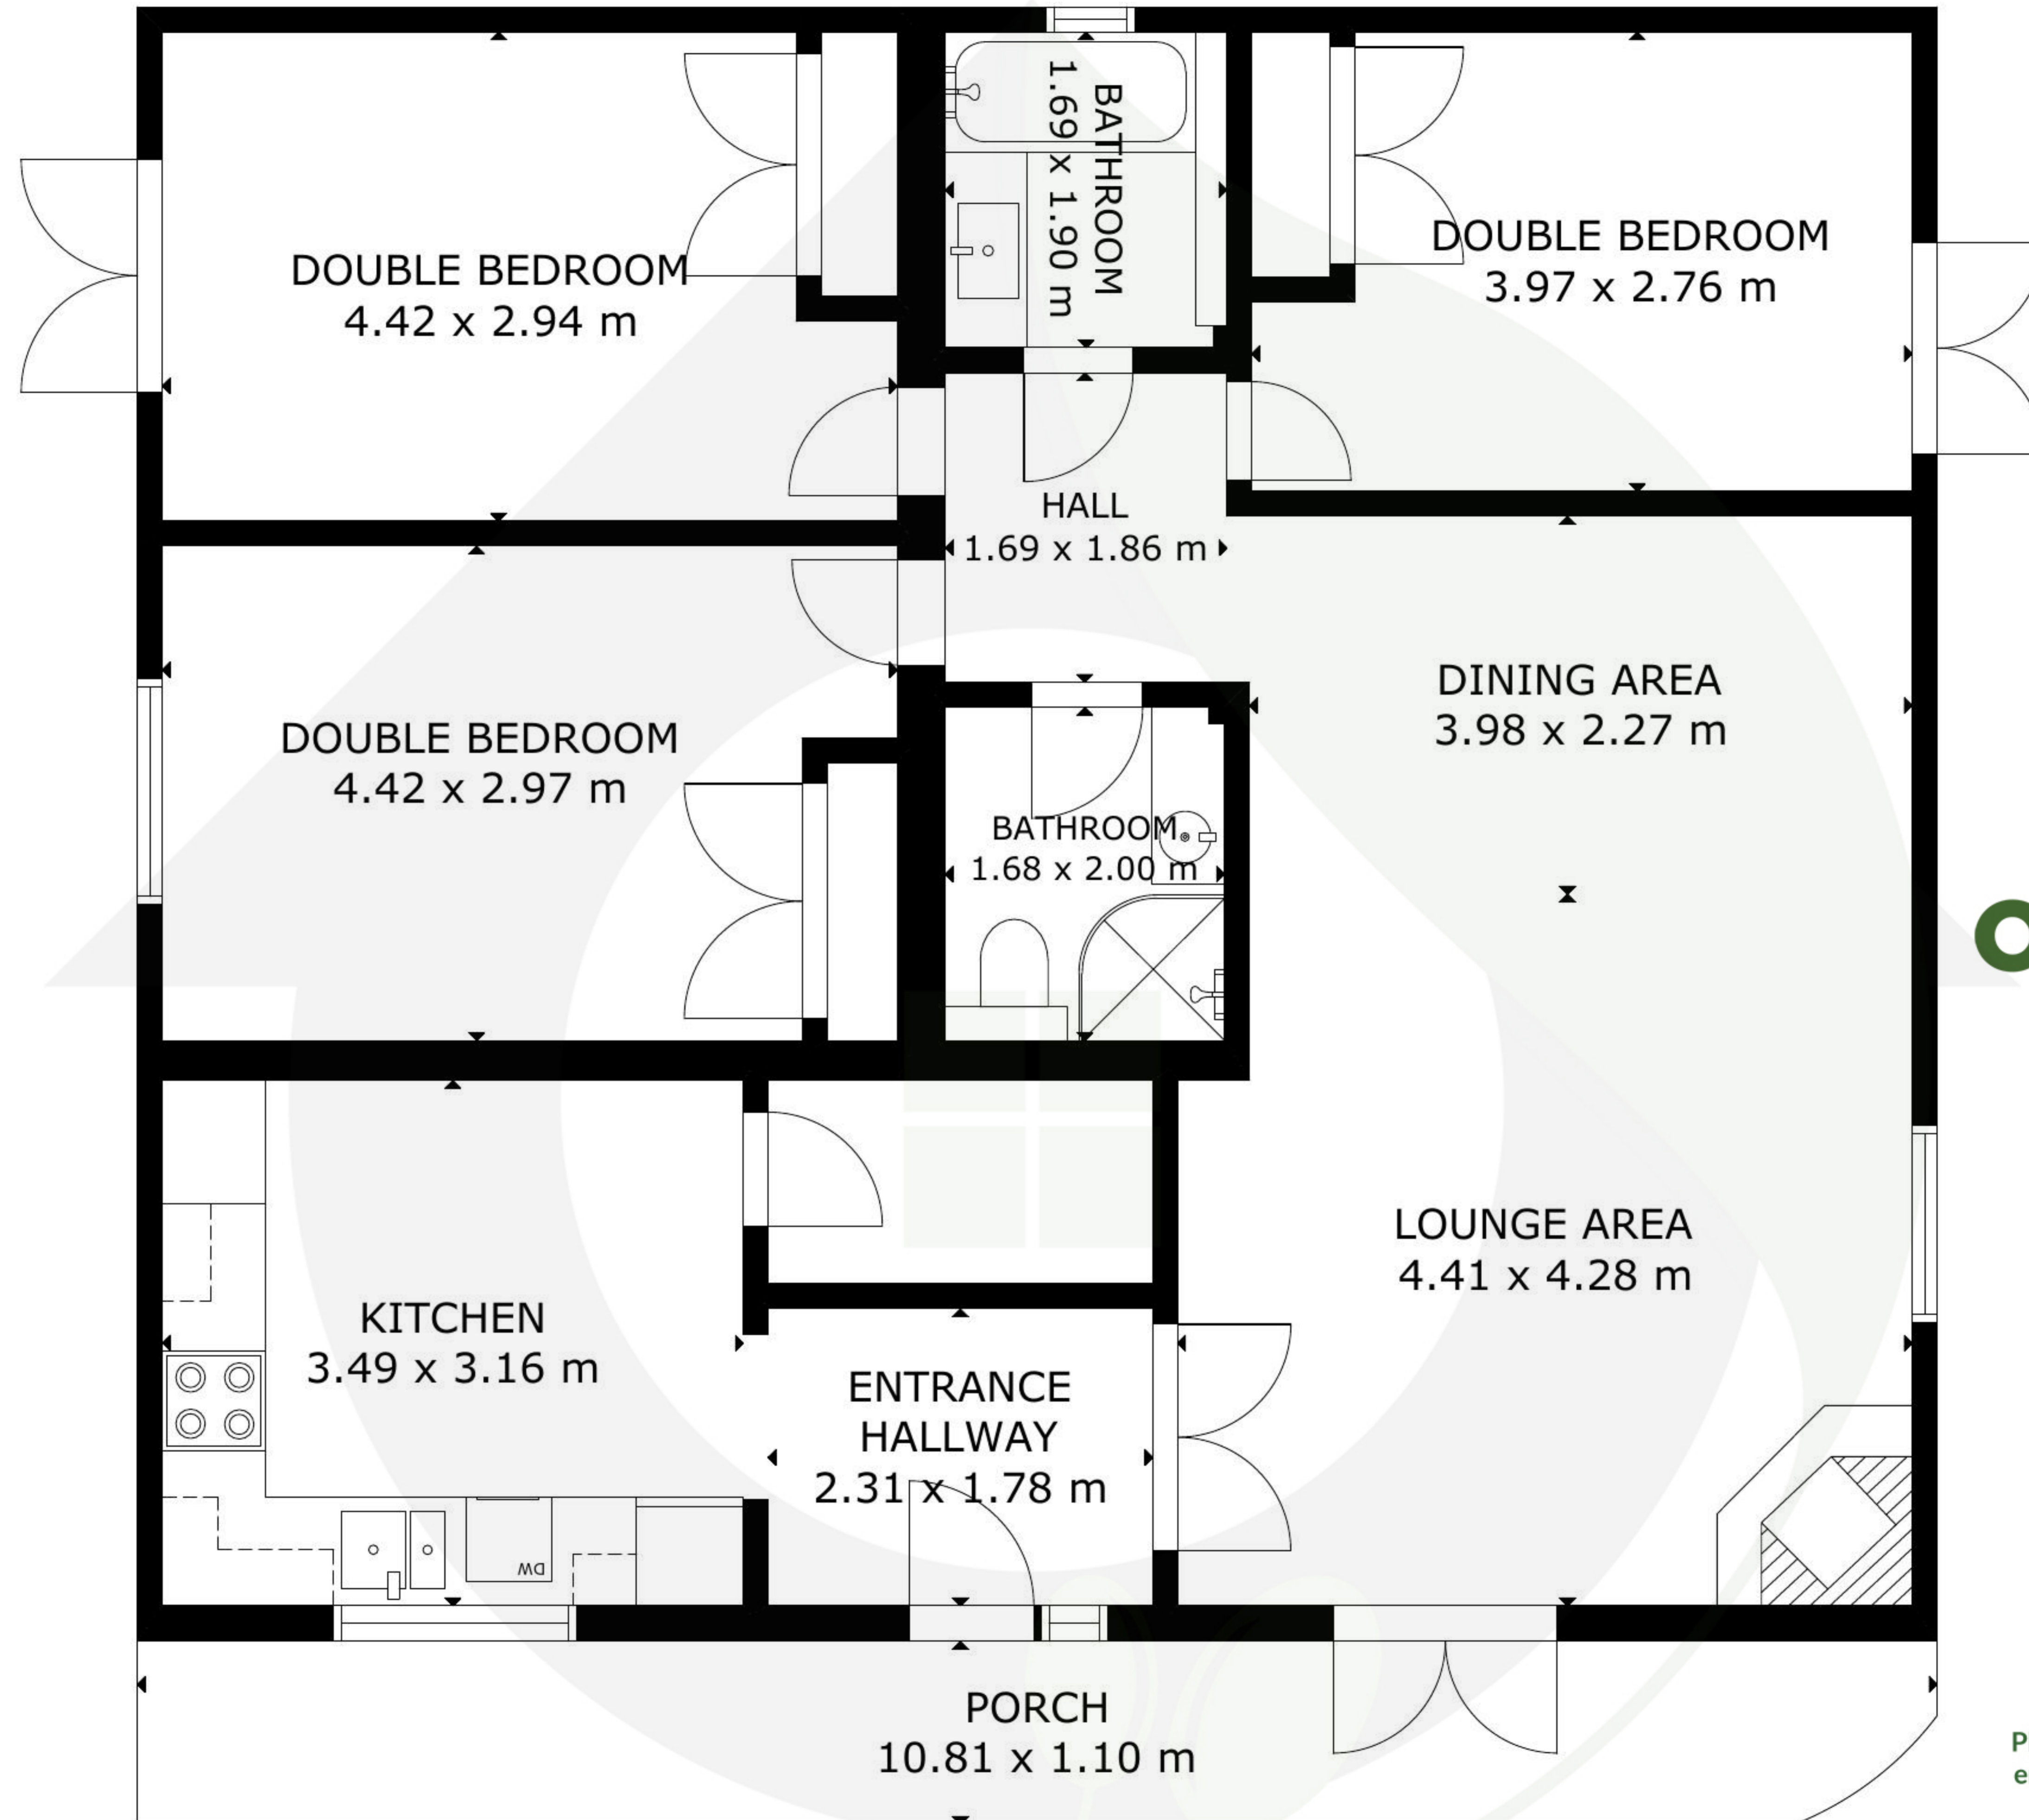 BATHROOM
1.69 x 1.90 m
DOUBLE BEDROOM
4.42 x 2.94 m
DOUBLE BEDROOM
3.97 x 2.76 m
HALL
1.69 x 1.86 m
DOUBLE BEDROOM
4.42 x 2.97 m
DINING AREA
3.98 x 2.27 m
BATHROOM
1.68 x 2.00 m
LOUNGE AREA
4.41 x 4.28 m
KITCHEN
3.49 x 3.16 m
ENTRANCE
HALLWAY
2.31 x 1.78 m
DW
PORCH
10.81 x 1.10 m